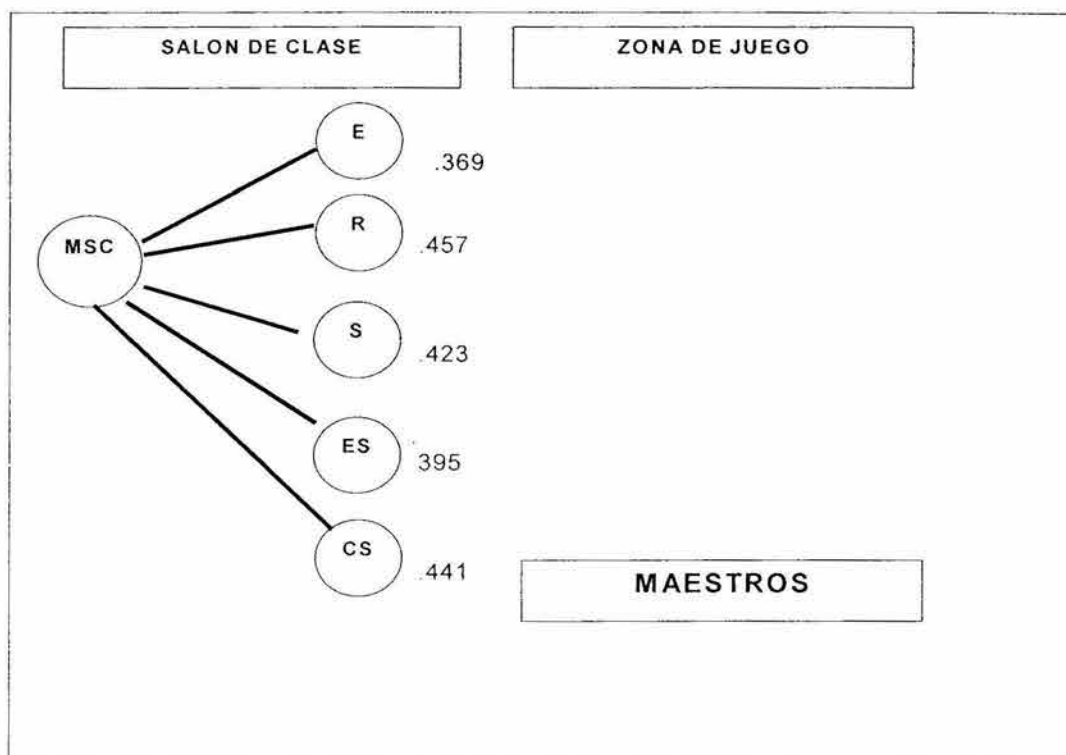 SALON DE CLASE
ZONA DE JUEGO
E
.369
R
.457
MSC
S
.423
ES
395
CS
.441
MAESTROS